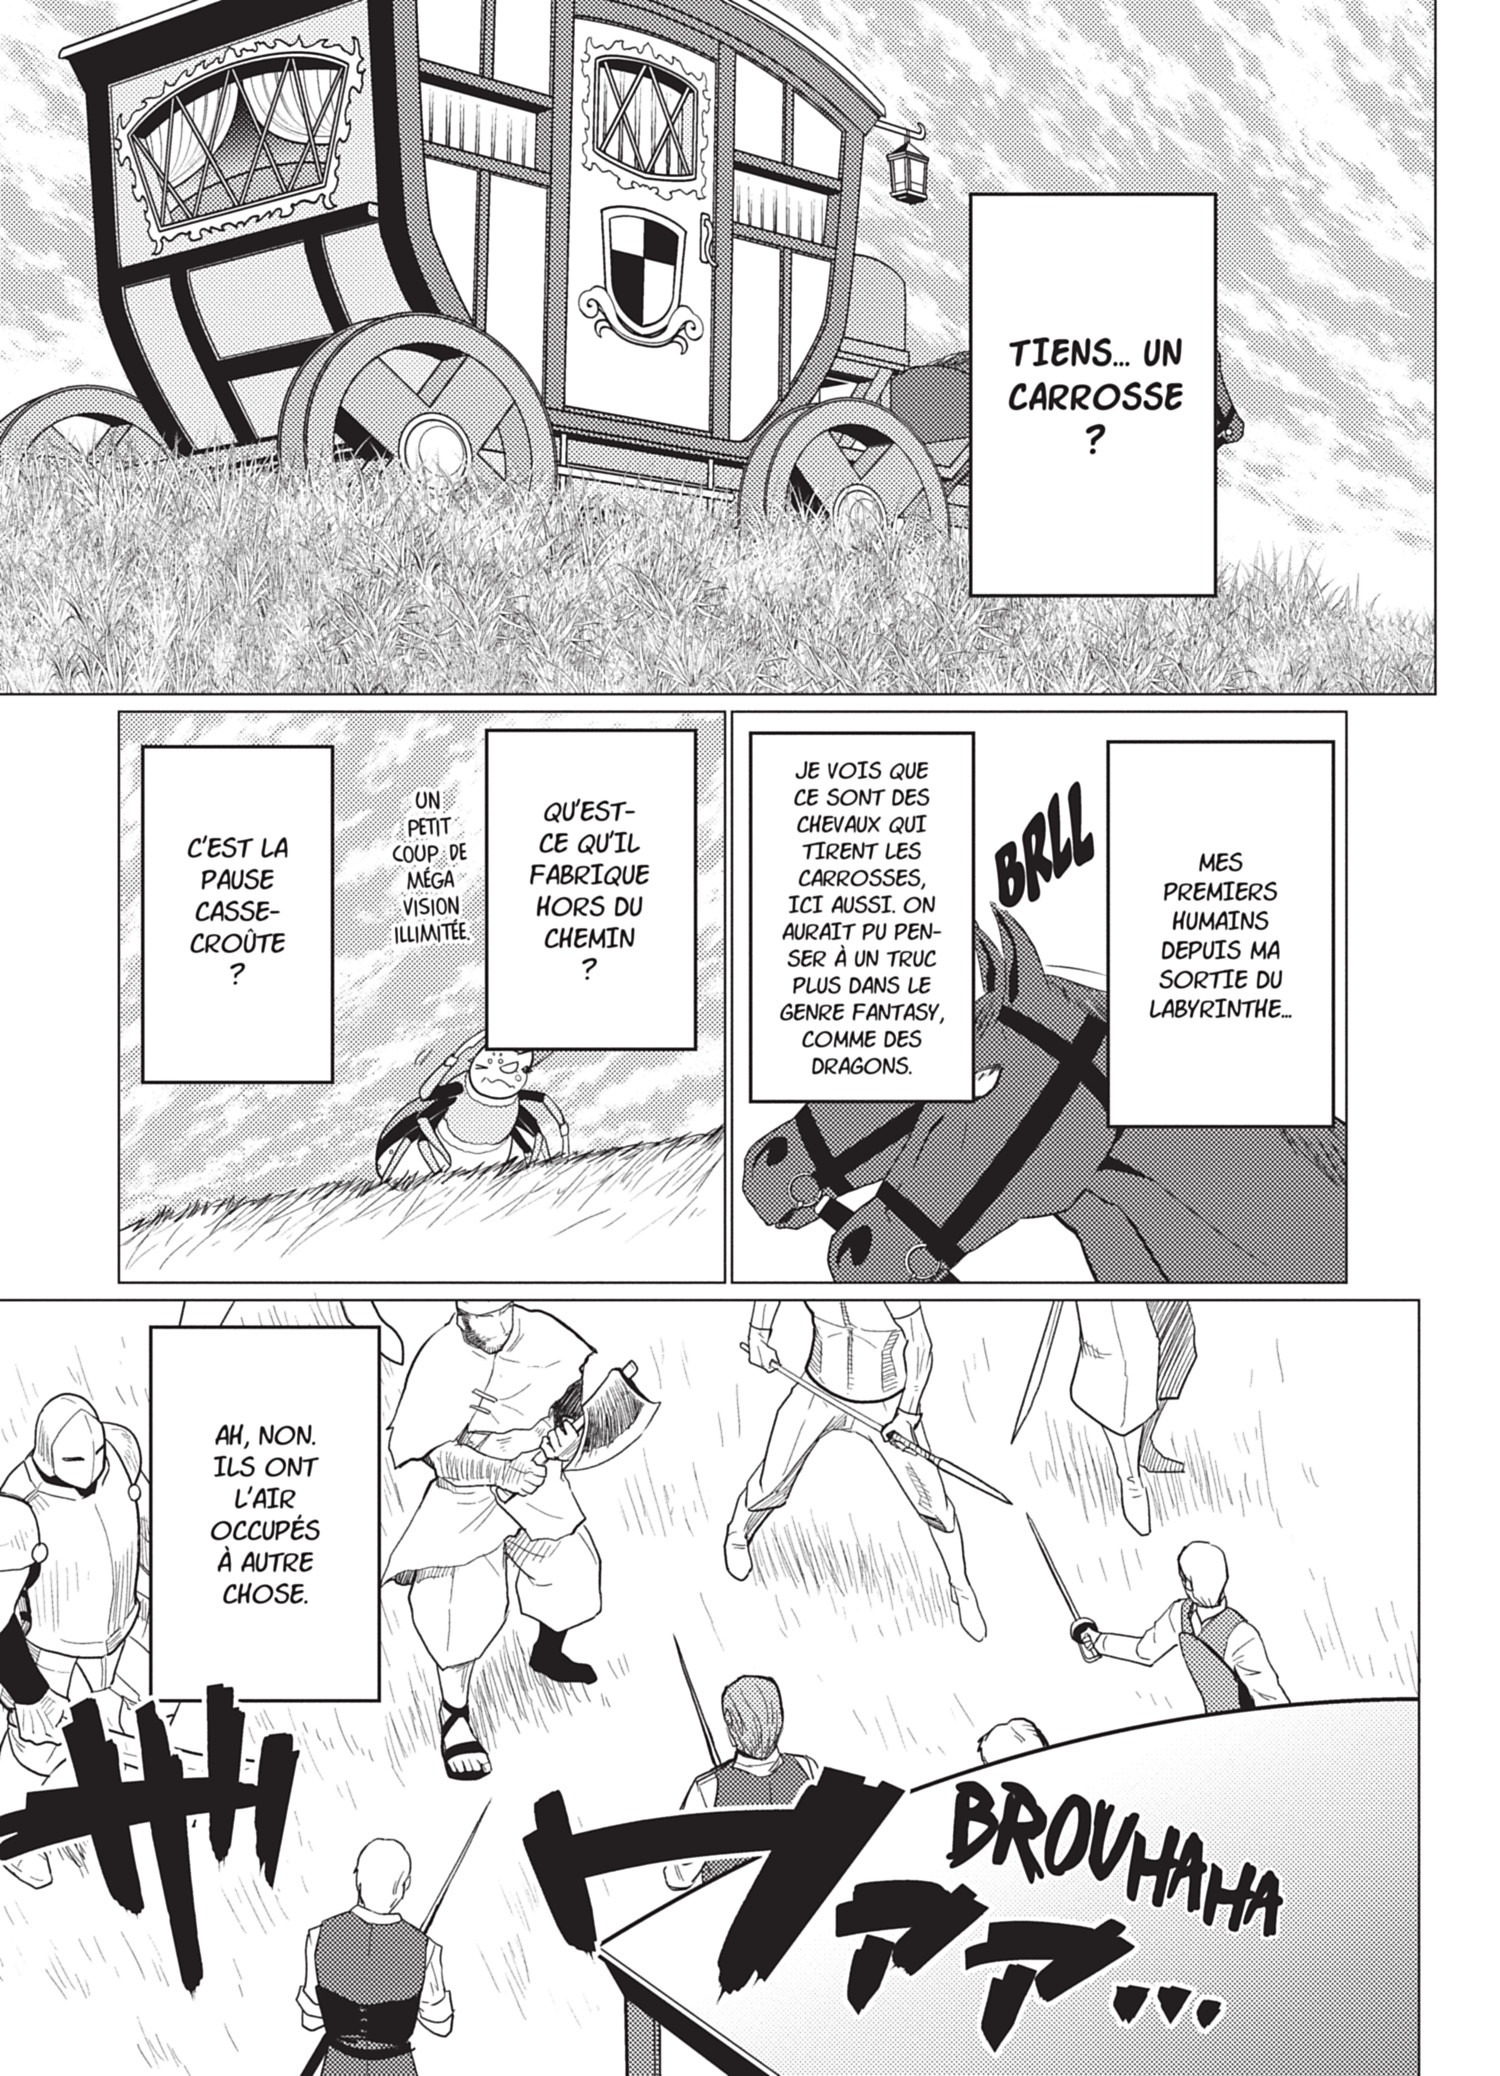 TIENS... UN
CARROSSE
?
MES
PREMIERS
HUMAINS
DEPUIS MA
SORTIE DU
LABYRINTHE...
BRLL
JE VOIS QUE
CE SONT DES
CHEVAUX QUI
TIRENT LES
CARROSSES,
ICI AUSSI. ON
AURAIT PU PEN-
SER À UN TRUC
PLUS DANS LE
GENRE FANTASY,
COMME DES
DRAGONS.
QU'EST-
CE QU'IL
FABRIQUE
HORS DU
CHEMIN
?
UN
PETIT
COUP DE
MÉGA
VISION
ILLIMITÉE.
C'EST LA
PAUSE
CASSE-
CROÛTE
?
AH, NON.
ILS ONT
L'AIR
OCCUPÉS
À AUTRE
CHOSE.
ワアア…
BROUHAHA